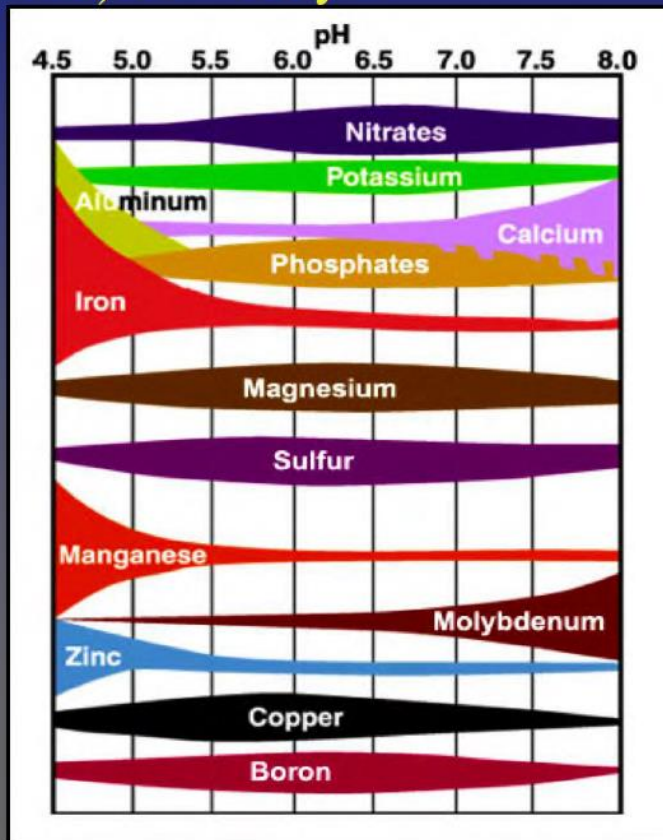 pH
4.5 5.0 5.5 6.0 6.5 7.0 7.5 8.0
Nitrates
Potassium
Aluminum
Calcium
Phosphates
Iron
Magnesium
Sulfur
Manganese
Molybdenum
Zinc
Copper
Boron